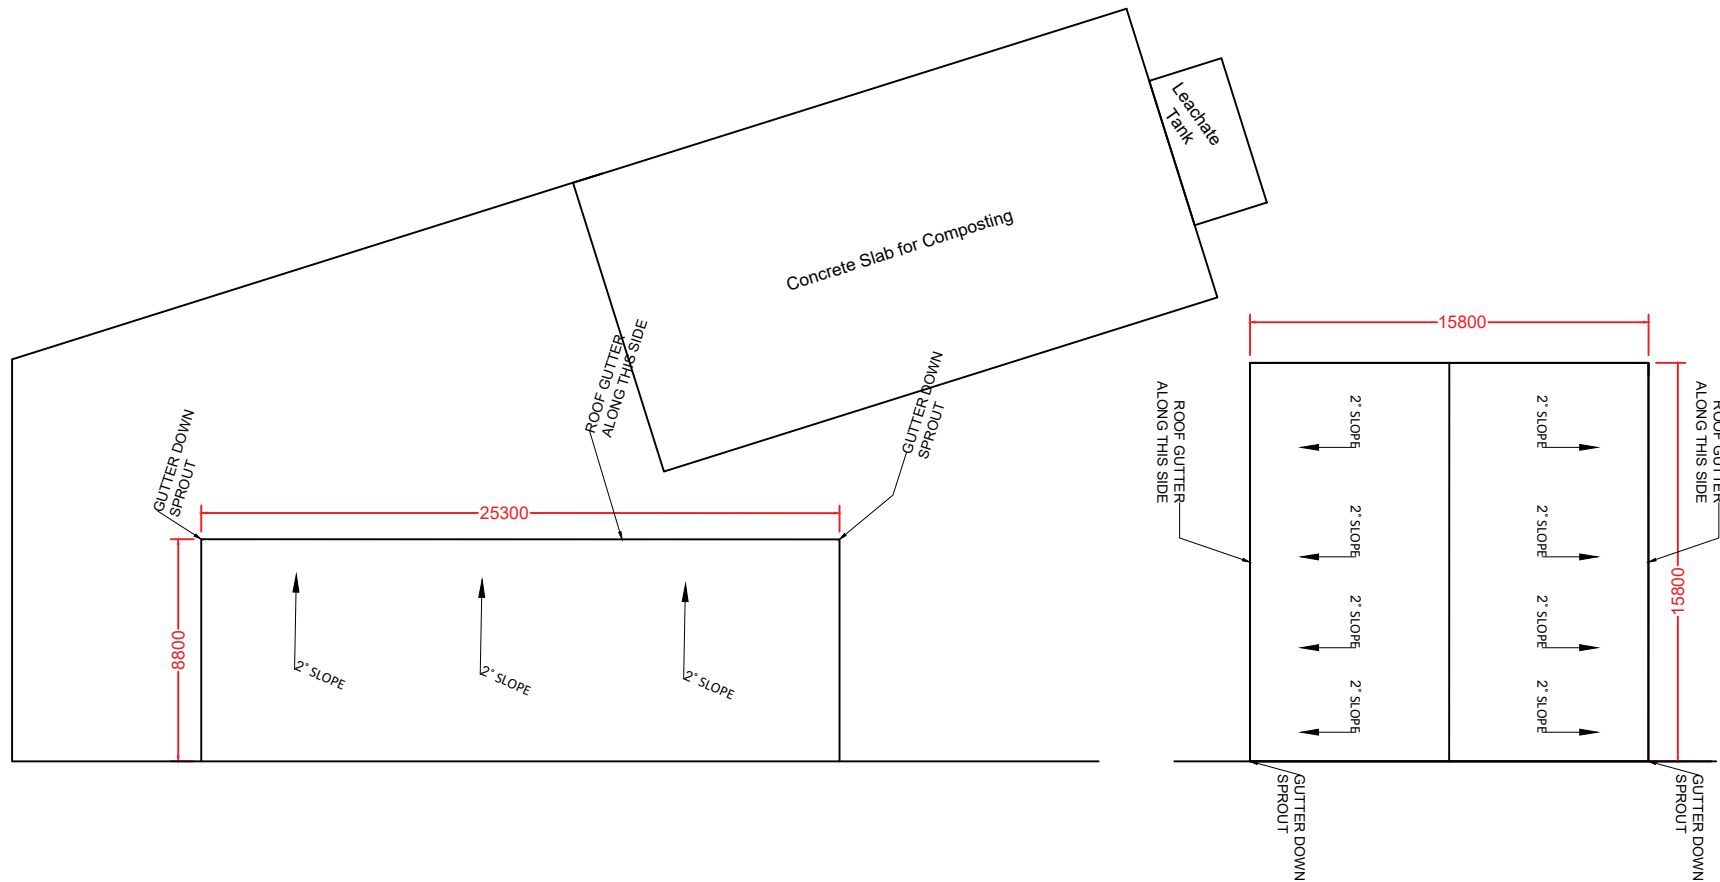 Leachate
Tank
Concrete Slab for Composting
ROOF GUTTER
ALONG THIS SIDE
GUTTER DOWN
SPROUT
GUTTER DOWN
SPROUT
25300
8800
2° SLOPE
2° SLOPE
2° SLOPE
15800
15800
ROOF GUTTER
ALONG THIS SIDE
ROOF GUTTER
ALONG THIS SIDE
2° SLOPE
2° SLOPE
2° SLOPE
2° SLOPE
2° SLOPE
2° SLOPE
2° SLOPE
2° SLOPE
GUTTER DOWN
SPROUT
GUTTER DOWN
SPROUT